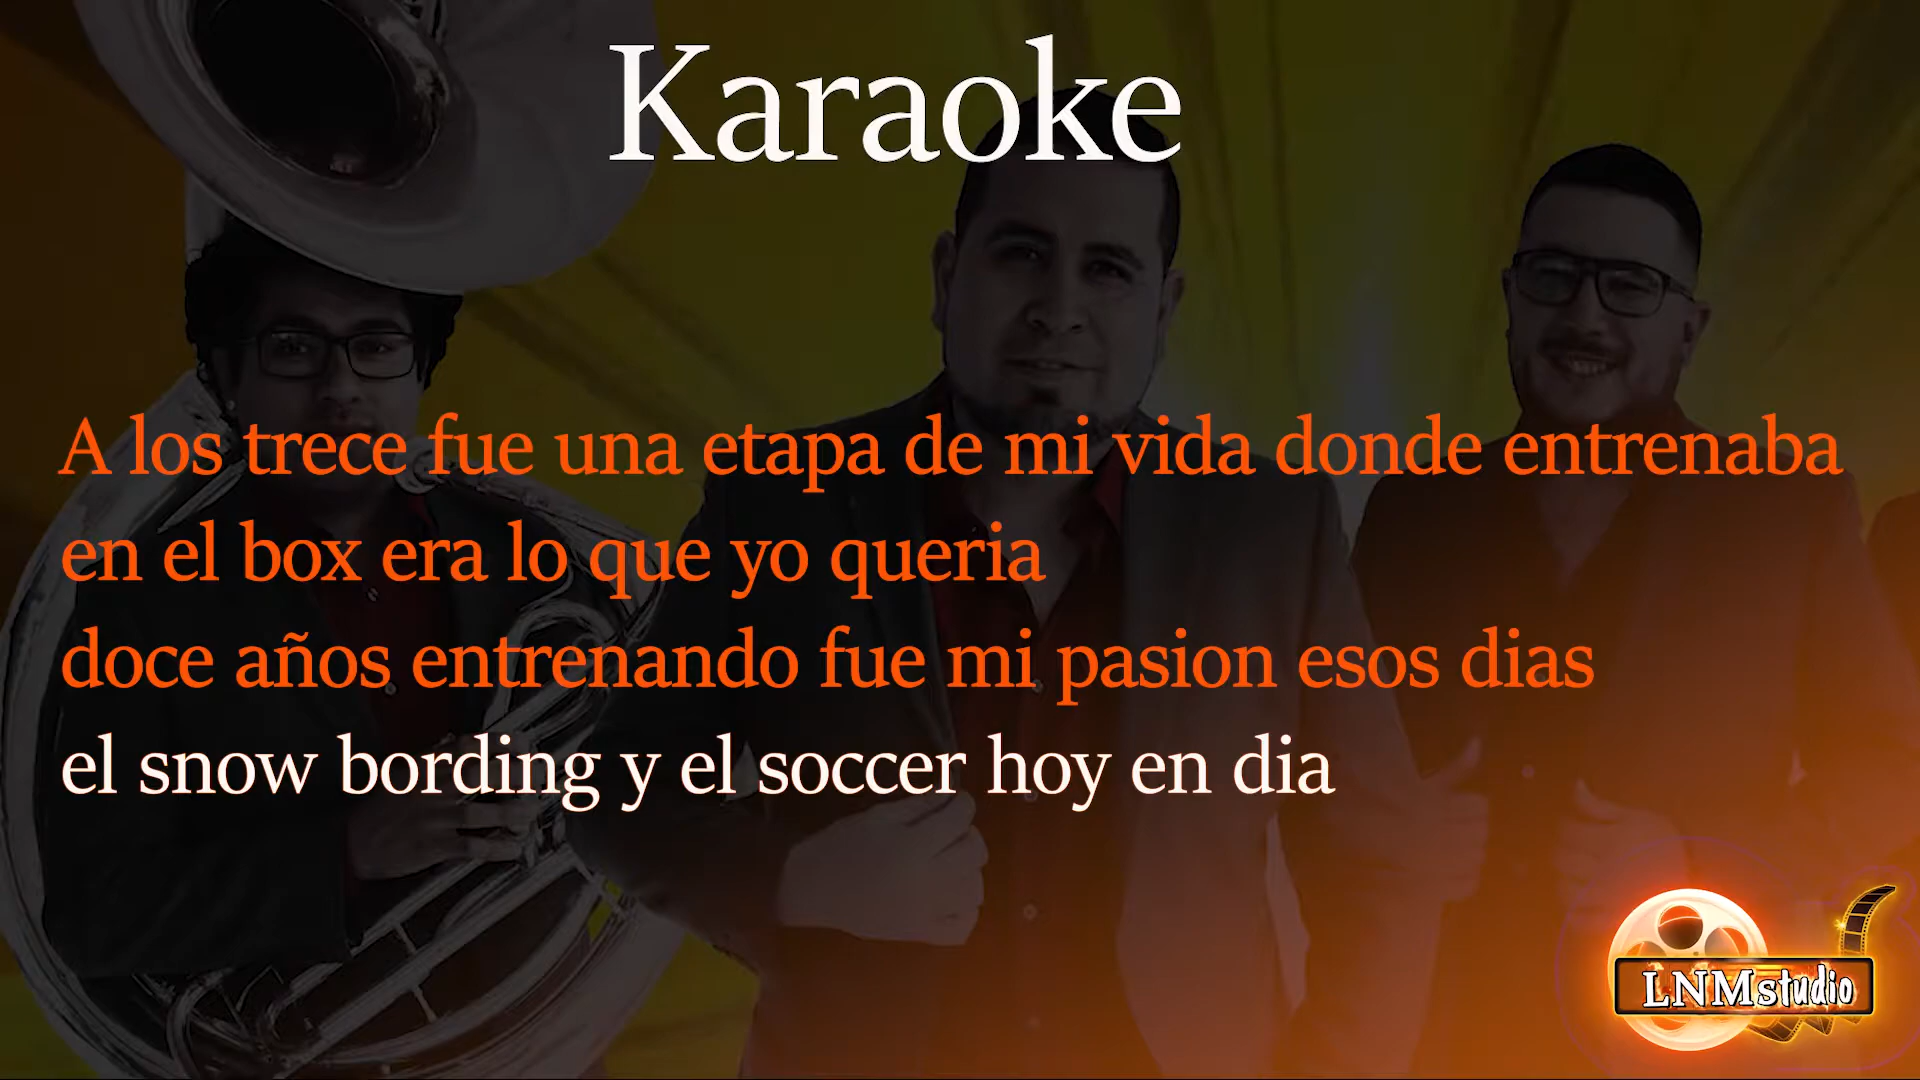 Karaoke
A los trece fue una etapa de mi vida donde entrenaba
en el box era lo que yo queria
doce años entrenando fue mi pasion esos dias
el snow bording y el soccer hoy en dia
LNMstudio